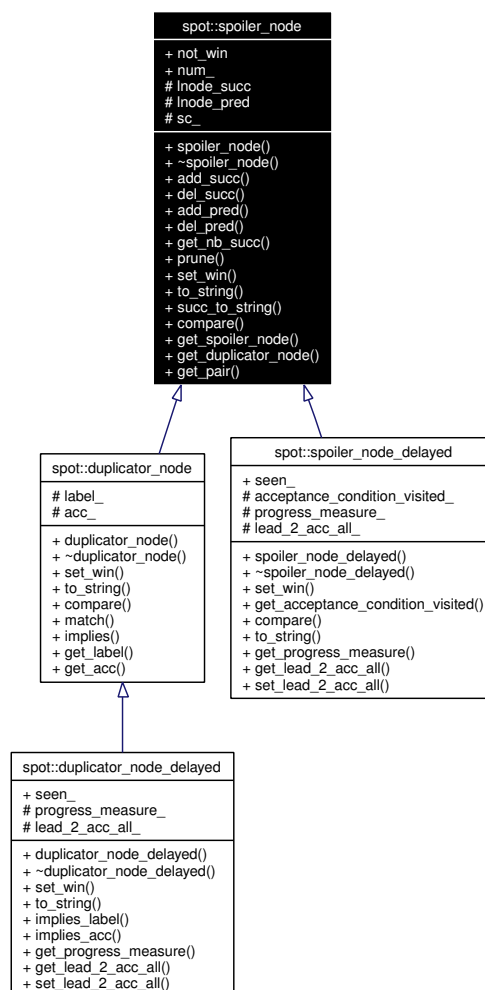 spot::spoiler_node
+ not_win
+ num_
# lnode_succ
# lnode_pred
# sc_
+ spoiler_node()
+ ~spoiler_node()
+ add_succ()
+ del_succ()
+ add_pred()
+ del_pred()
+ get_nb_succ()
+ prune()
+ set_win()
+ to_string()
+ succ_to_string()
+ compare()
+ get_spoiler_node()
+ get_duplicator_node()
+ get_pair()
spot::duplicator_node
# label_
# acc_
+ duplicator_node()
+ ~duplicator_node()
+ set_win()
+ to_string()
+ compare()
+ match()
+ implies()
+ get_label()
+ get_acc()
spot::spoiler_node_delayed
+ seen_
# acceptance_condition_visited_
# progress_measure_
# lead_2_acc_all_
+ spoiler_node_delayed()
+ ~spoiler_node_delayed()
+ set_win()
+ get_acceptance_condition_visited()
+ compare()
+ to_string()
+ get_progress_measure()
+ get_lead_2_acc_all()
+ set_lead_2_acc_all()
spot::duplicator_node_delayed
+ seen_
# progress_measure_
# lead_2_acc_all_
+ duplicator_node_delayed()
+ ~duplicator_node_delayed()
+ set_win()
+ to_string()
+ implies_label()
+ implies_acc()
+ get_progress_measure()
+ get_lead_2_acc_all()
+ set_lead_2_acc_all()